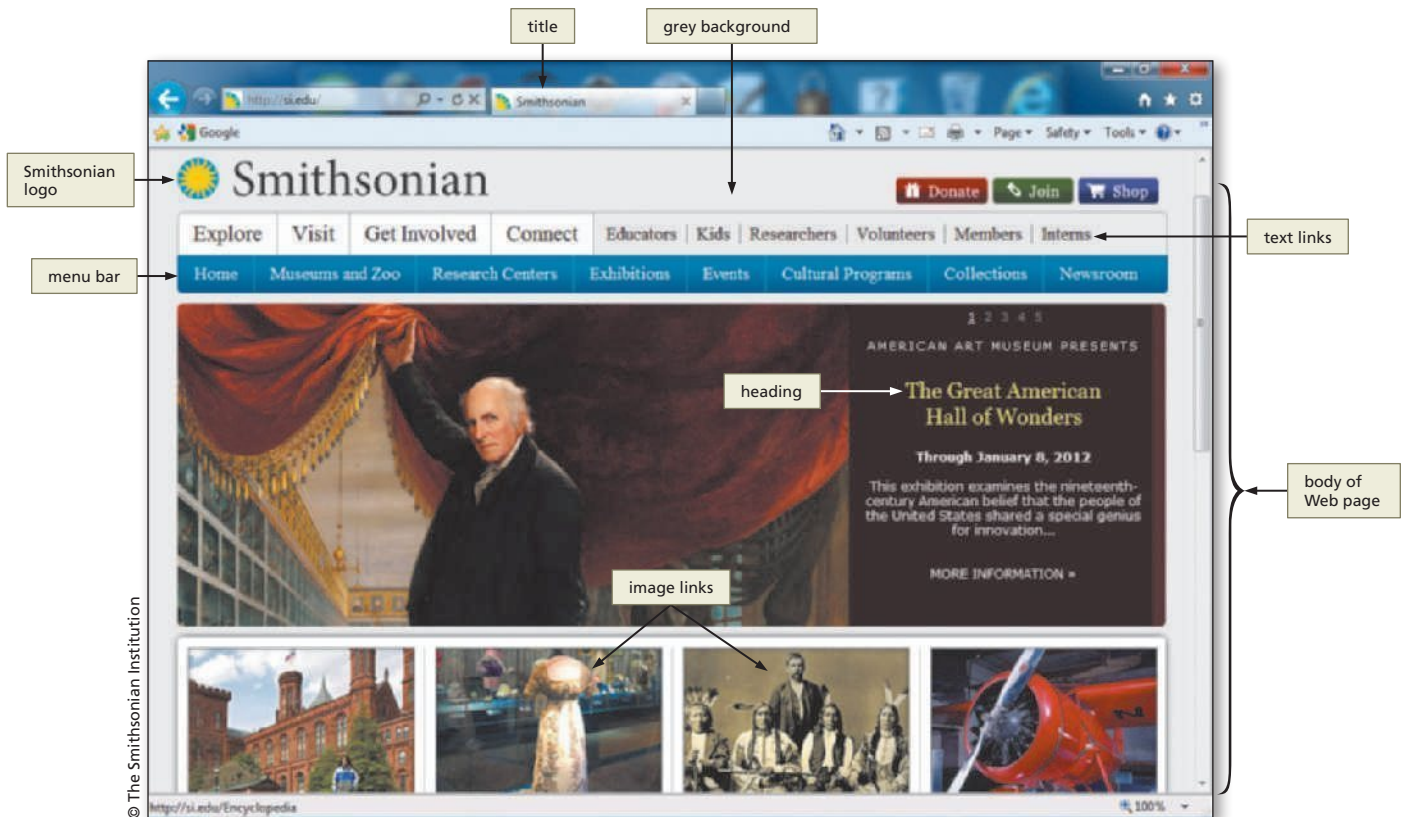 title
grey background
http://si.edu/
Smithsonian
Google
Page
Safety
Tools
Smithsonian
logo
Smithsonian
Donate
Join
Shop
Explore Visit Get Involved Connect Educators | Kids | Researchers | Volunteers | Members | Interns
text links
menu bar
Home Museums and Zoo Research Centers Exhibitions Events Cultural Programs Collections Newsroom
1 2 3 4 5
AMERICAN ART MUSEUM PRESENTS
heading
The Great American
Hall of Wonders
Through January 8, 2012
This exhibition examines the nineteenth-
century American belief that the people of
the United States shared a special genius
for innovation...
MORE INFORMATION »
body of
Web page
image links
© The Smithsonian Institution
http://si.edu/Encyclopedia
100%